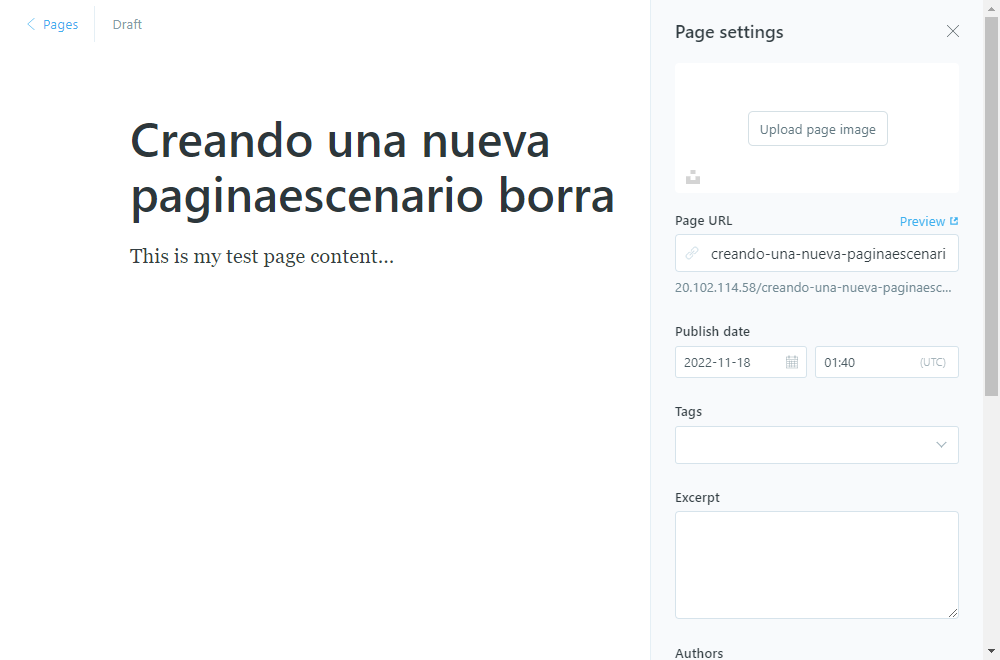 Pages
Draft
Creando una nueva
paginaescenario borra
This is my test page content...
Page settings
Upload page image
Page URL
Preview
creando-una-nueva-paginaescenari
20.102.114.58/creando-una-nueva-paginaesc...
Publish date
2022-11-18
01:40
(UTC)
Tags
Excerpt
Authors